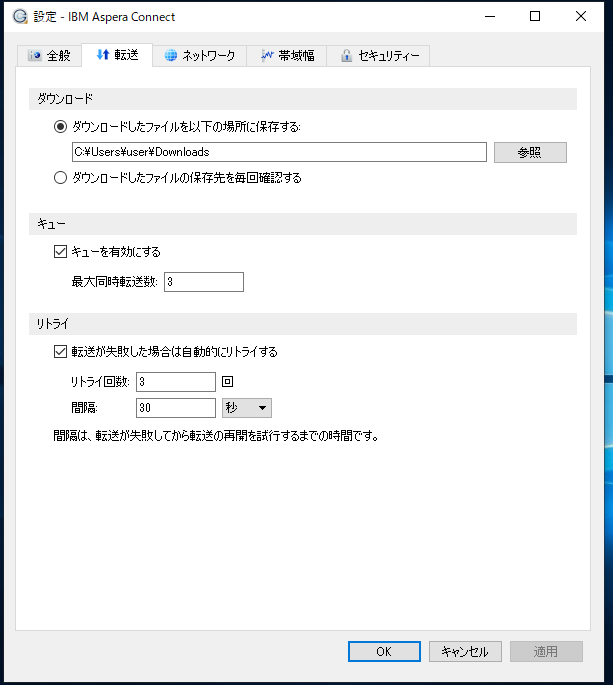 設定 - IBM Aspera Connect
全般 転送 ネットワーク 帯域幅 セキュリティー
ダウンロード
ダウンロードしたファイルを以下の場所に保存する:
C:¥Users¥user¥Downloads 参照
ダウンロードしたファイルの保存先を毎回確認する
キュー
キューを有効にする
最大同時転送数: 3
リトライ
転送が失敗した場合は自動的にリトライする
リトライ回数: 3 回
間隔: 30 秒
間隔は、転送が失敗してから転送の再開を試行するまでの時間です。
OK キャンセル 適用